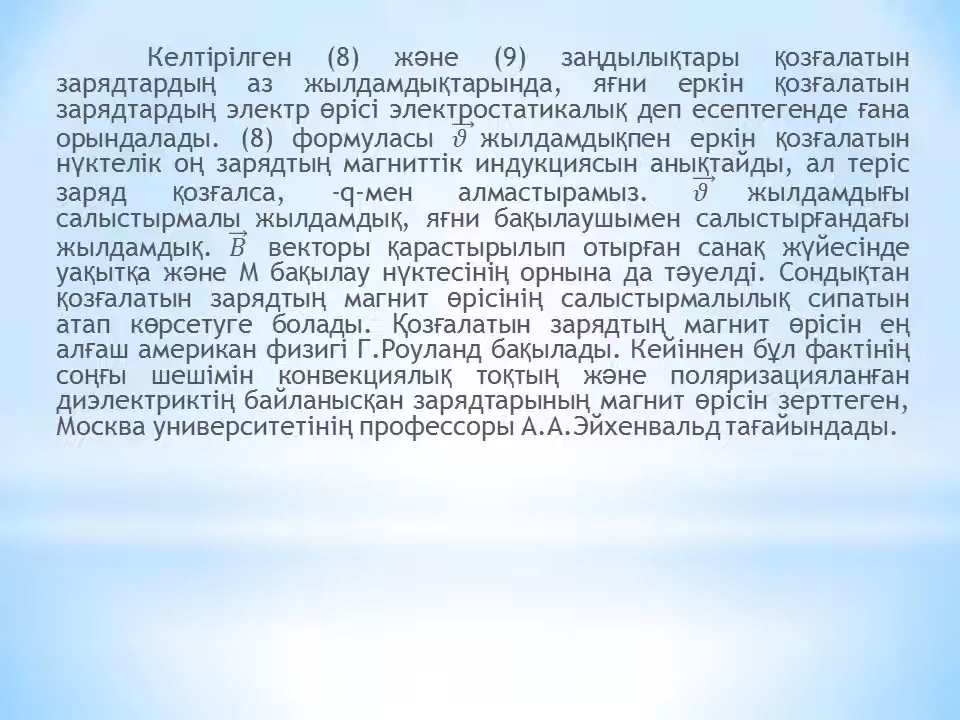 Келтірілген (8) және (9) заңдылықтары қозғалатын
зарядтардың аз жылдамдықтарында, яғни еркін қозғалатын
зарядтардың электр өрісі электростатикалық деп есептегенде ғана
орындалады. (8) формуласы $\vec{\vartheta}$ жылдамдықпен еркін қозғалатын
нүктелік оң зарядтың магниттік индукциясын анықтайды, ал теріс
заряд қозғалса, -q-мен алмастырамыз. $\vec{\vartheta}$ жылдамдығы
салыстырмалы жылдамдық, яғни бақылаушымен салыстырғандағы
жылдамдық. $\vec{B}$ векторы қарастырылып отырған санақ жүйесінде
уақытқа және М бақылау нүктесінің орнына да тәуелді. Сондықтан
қозғалатын зарядтың магнит өрісінің салыстырмалылық сипатын
атап көрсетуге болады. Қозғалатын зарядтың магнит өрісін ең
алғаш американ физигі Г.Роуланд бақылады. Кейіннен бұл фактінің
соңғы шешімін конвекциялық тоқтың және поляризацияланған
диэлектриктің байланысқан зарядтарының магнит өрісін зерттеген,
Москва университетінің профессоры А.А.Эйхенвальд тағайындады.